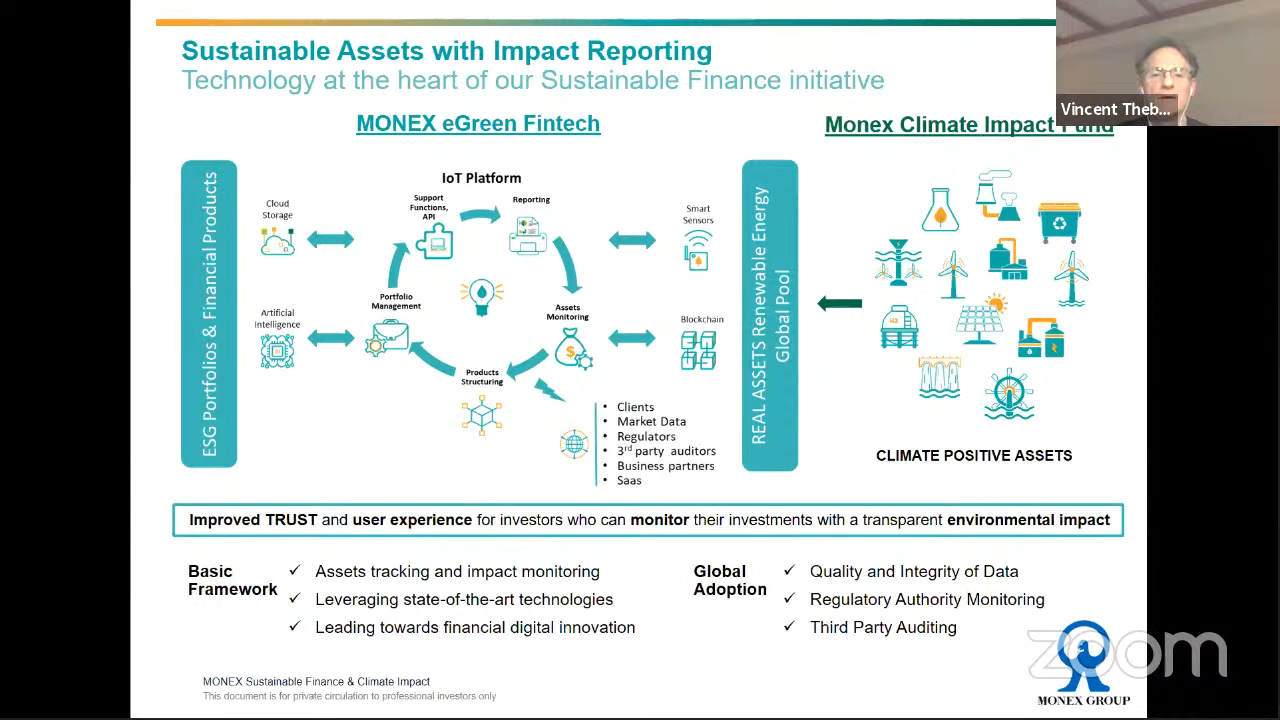 Sustainable Assets with Impact Reporting
Technology at the heart of our Sustainable Finance initiative
Vincent Theb...
MONEX eGreen Fintech
Monex Climate Impact Fund
ESG Portfolios & Financial Products
IoT Platform
Cloud
Storage
Support
Functions,
API
Reporting
Smart
Sensors
Portfolio
Management
Assets
Monitoring
Artificial
Intelligence
AI
Blockchain
$
Products
Structuring
• Clients
• Market Data
• Regulators
• 3rd party auditors
• Business partners
• Saas
REAL ASSETS Renewable Energy
Global Pool
H2
CLIMATE POSITIVE ASSETS
Improved TRUST and user experience for investors who can monitor their investments with a transparent environmental impact
Basic
Framework
✓ Assets tracking and impact monitoring
✓ Leveraging state-of-the-art technologies
✓ Leading towards financial digital innovation
Global
Adoption
✓ Quality and Integrity of Data
✓ Regulatory Authority Monitoring
✓ Third Party Auditing
zoom
MONEX GROUP
MONEX Sustainable Finance & Climate Impact
This document is for private circulation to professional investors only